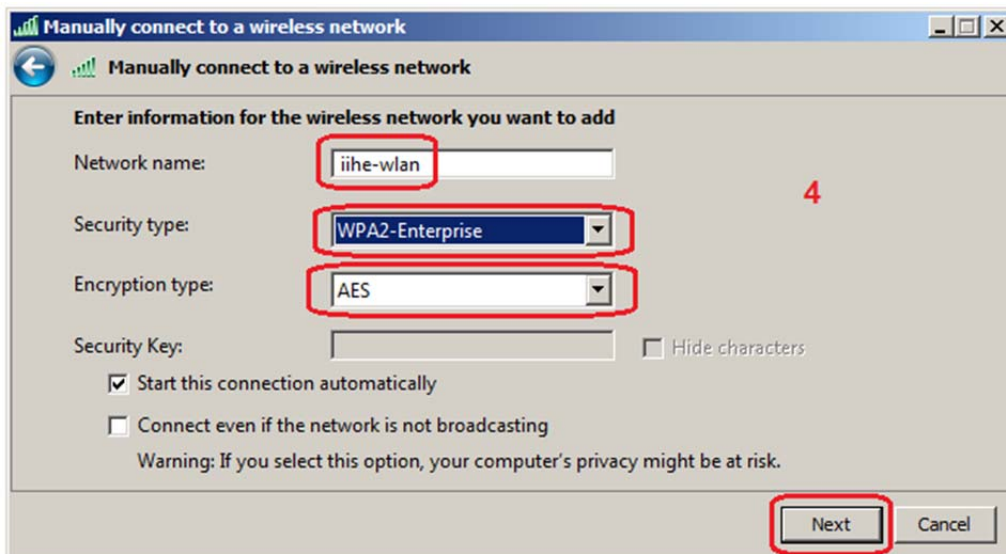 Manually connect to a wireless network
Manually connect to a wireless network
Enter information for the wireless network you want to add
Network name: iihe-wlan
4
Security type: WPA2-Enterprise
Encryption type: AES
Security Key: Hide characters
Start this connection automatically
Connect even if the network is not broadcasting
Warning: If you select this option, your computer's privacy might be at risk.
Next Cancel